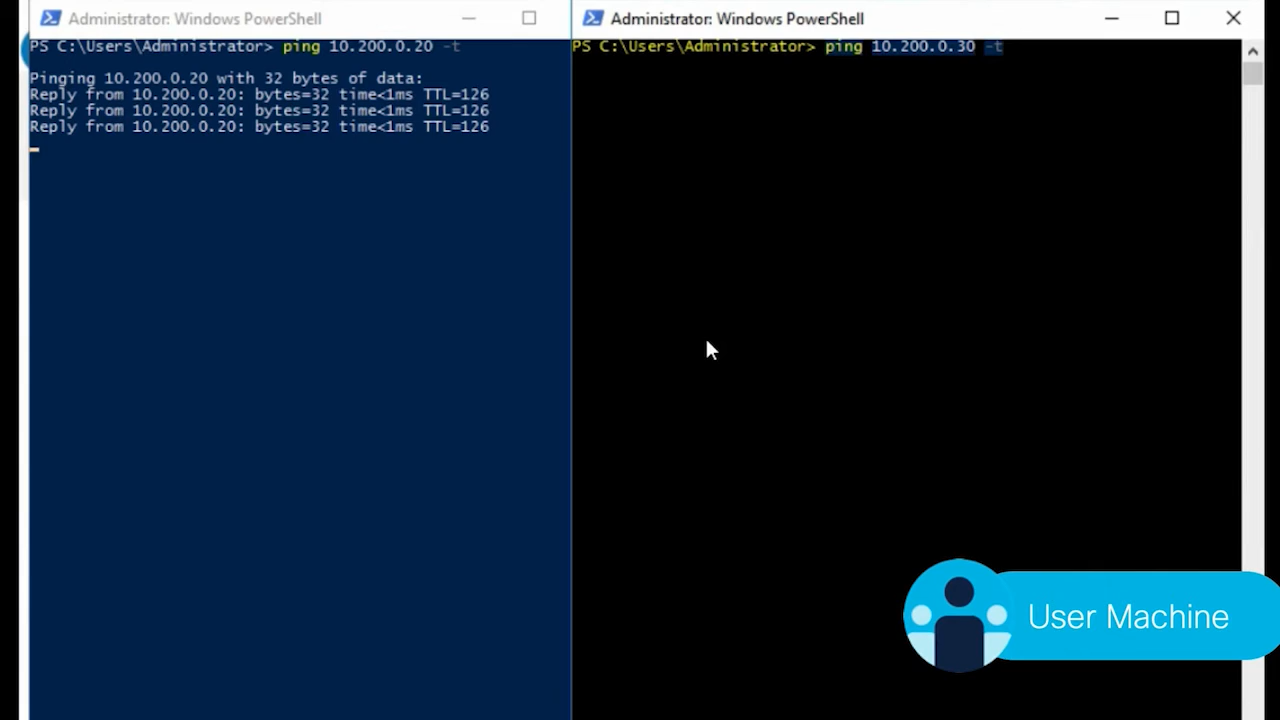 Administrator: Windows PowerShell
PS C:\Users\Administrator> ping 10.200.0.20 -t
Pinging 10.200.0.20 with 32 bytes of data:
Reply from 10.200.0.20: bytes=32 time<1ms TTL=126
Reply from 10.200.0.20: bytes=32 time<1ms TTL=126
Reply from 10.200.0.20: bytes=32 time<1ms TTL=126
Administrator: Windows PowerShell
PS C:\Users\Administrator> ping 10.200.0.30 -t
User Machine